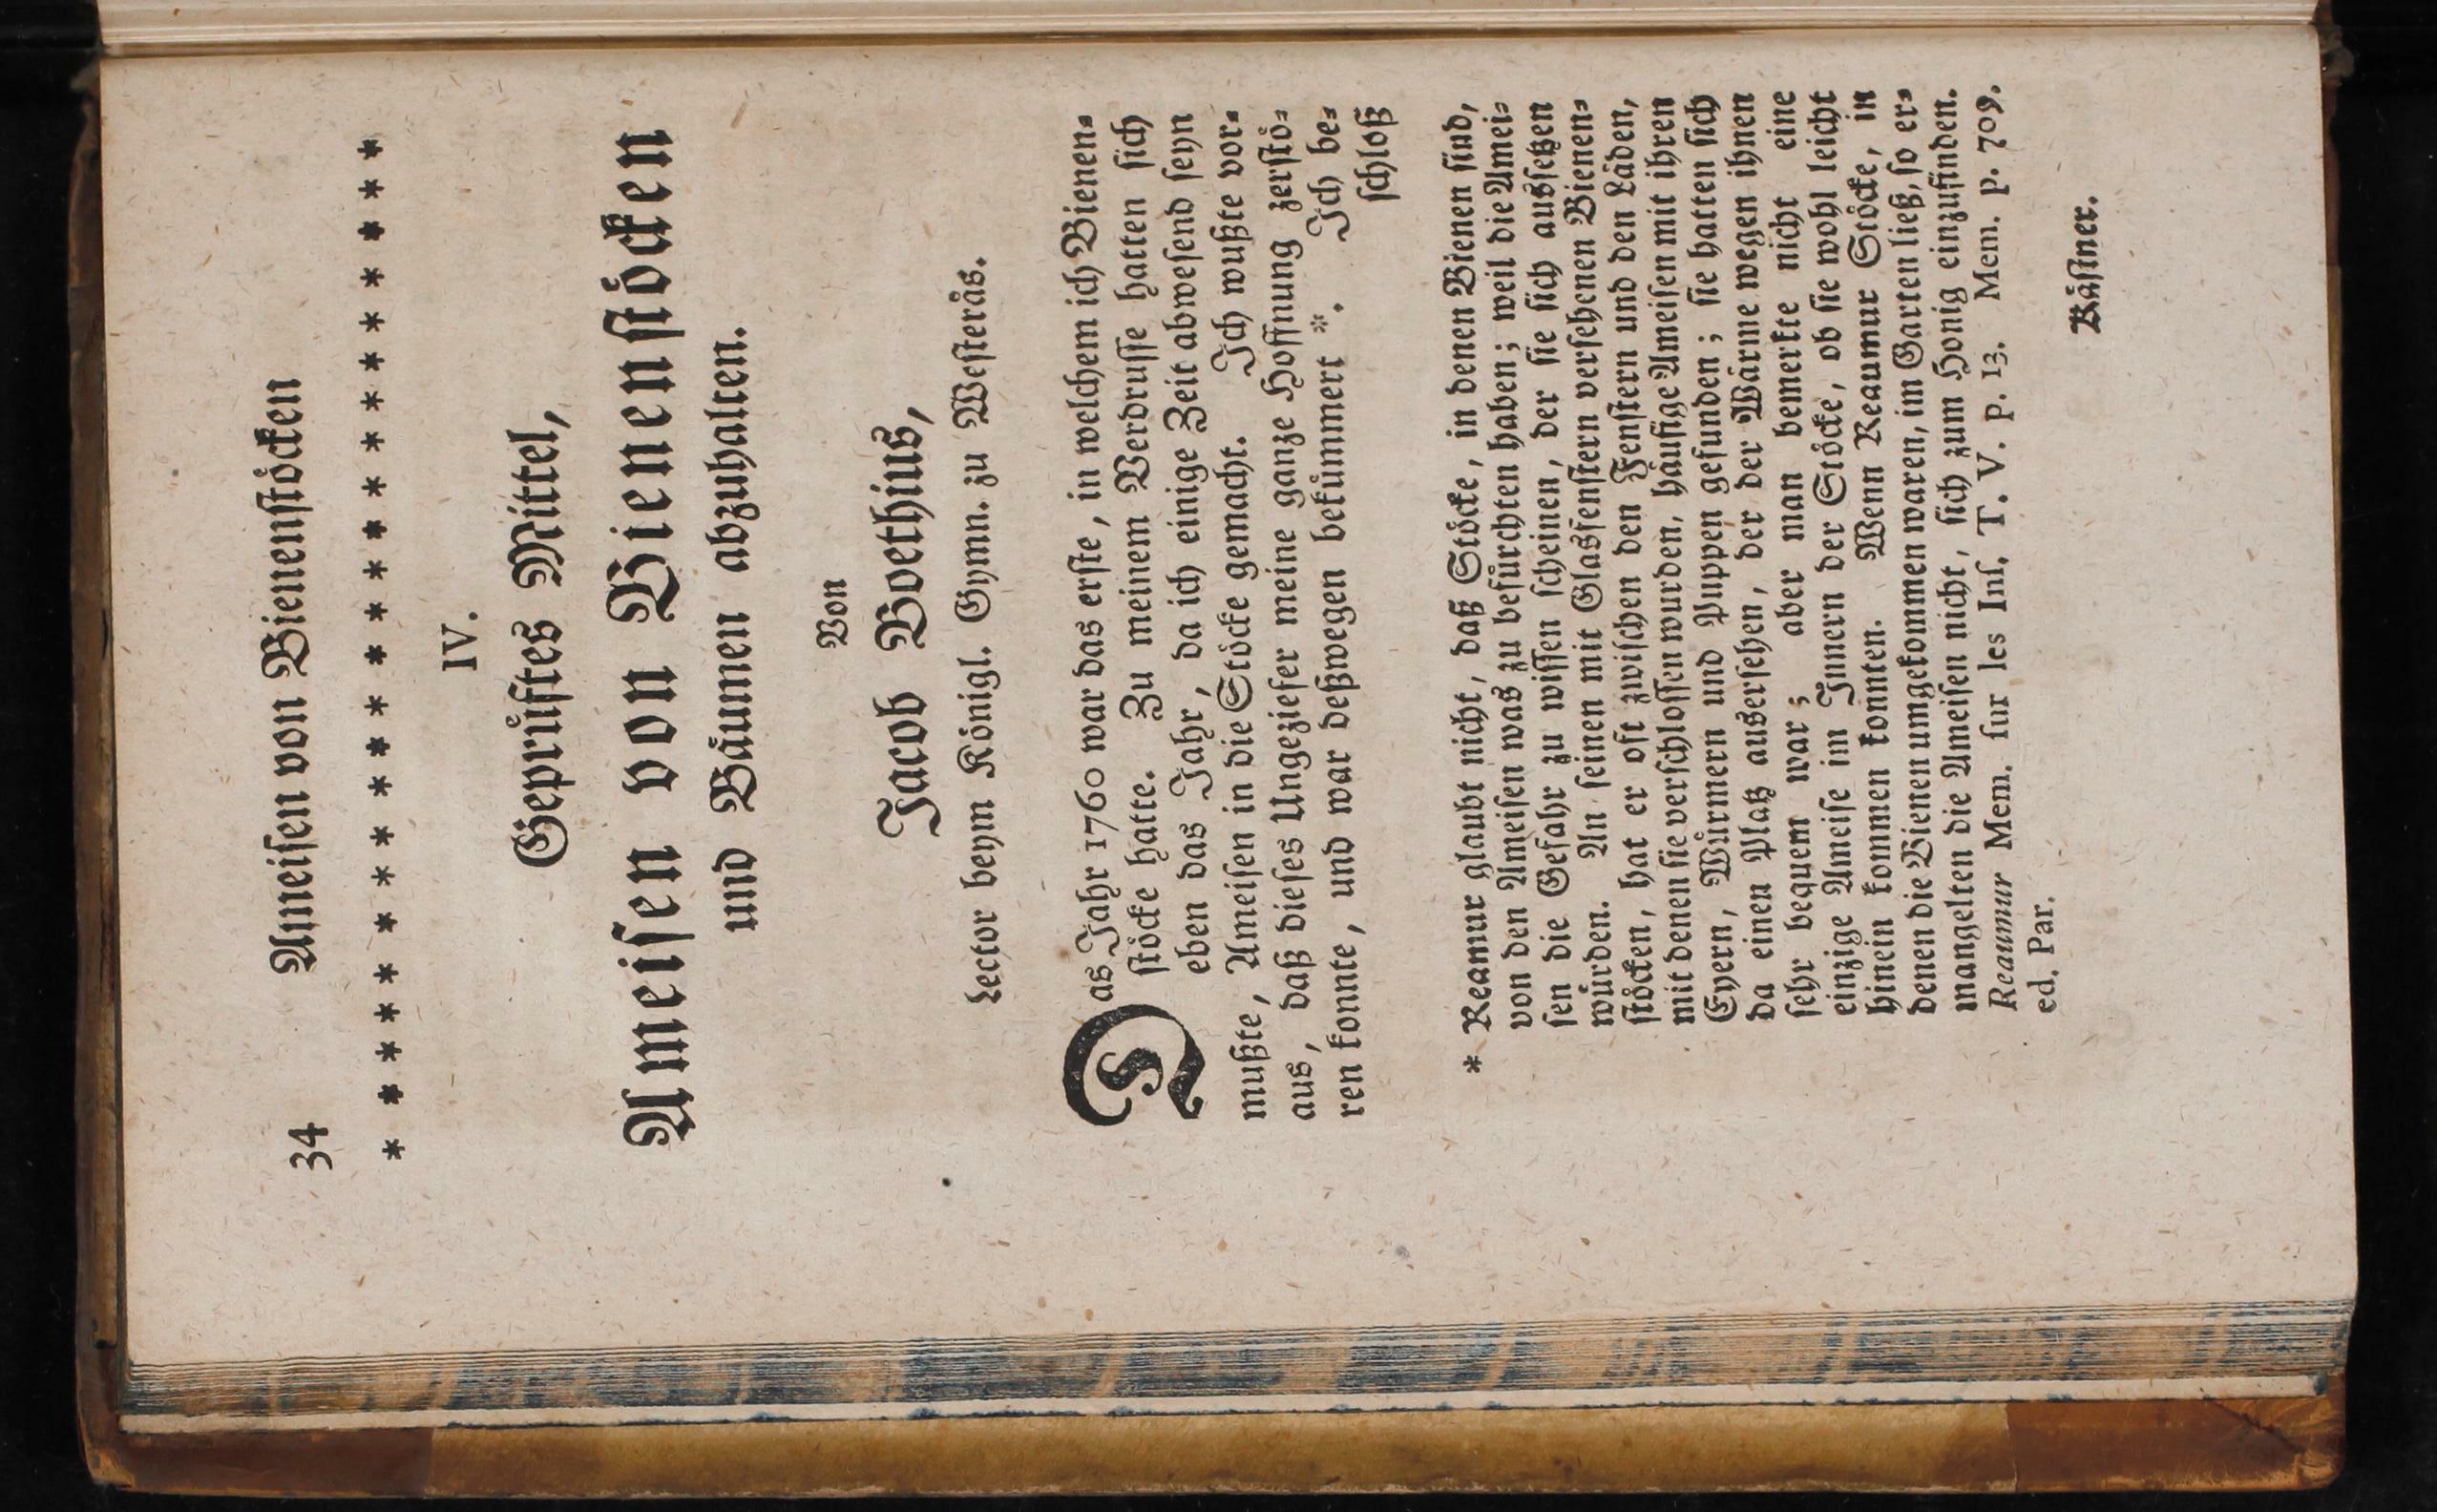 34 Ameisen von Bienenstöcken
* * * * * * * * * * * * * * * * * * * * * * * *
IV.
Geprüftes Mittel,
Ameisen von Bienenstöcken
und Bäumen abzuhalten.
Von
Jacob Boethius,
Lector beym Königl. Gymn. zu Westerås.
Das Jahr 1760 war das erste, in welchem ich Bienen-
stöcke hatte. Zu meinem Verdrusse hatten sich
eben das Jahr, da ich einige Zeit abwesend seyn
mußte, Ameisen in die Stöcke gemacht. Ich wußte vor-
aus, daß dieses Ungeziefer meine ganze Hoffnung zerstö-
ren konnte, und war deßwegen bekümmert *. Ich be-
schloß
* Reamur glaubt nicht, daß Stöcke, in denen Bienen sind,
von den Ameisen was zu befürchten haben; weil die Amei-
sen die Gefahr zu wissen scheinen, der sie sich aussetzen
würden. An seinen mit Glasfenstern versehenen Bienen-
stöcken, hat er oft zwischen den Fenstern und den Läden,
mit denen sie verschlossen wurden, häufige Ameisen mit ihren
Eyern, Würmern und Puppen gefunden; sie hatten sich
da einen Platz ausersehen, der der Wärme wegen ihnen
sehr bequem war; aber man bemerkte nicht eine
einzige Ameise im Innern der Stöcke, ob sie wohl leicht
hinein kommen konnten. Wenn Reaumur Stöcke, in
denen die Bienen umgekommen waren, im Garten ließ, so er-
mangelten die Ameisen nicht, sich zum Honig einzufinden.
Reaumur Mem. sur les Ins. T. V. p. 13. Mem. p. 709.
ed. Par.
Kästner.